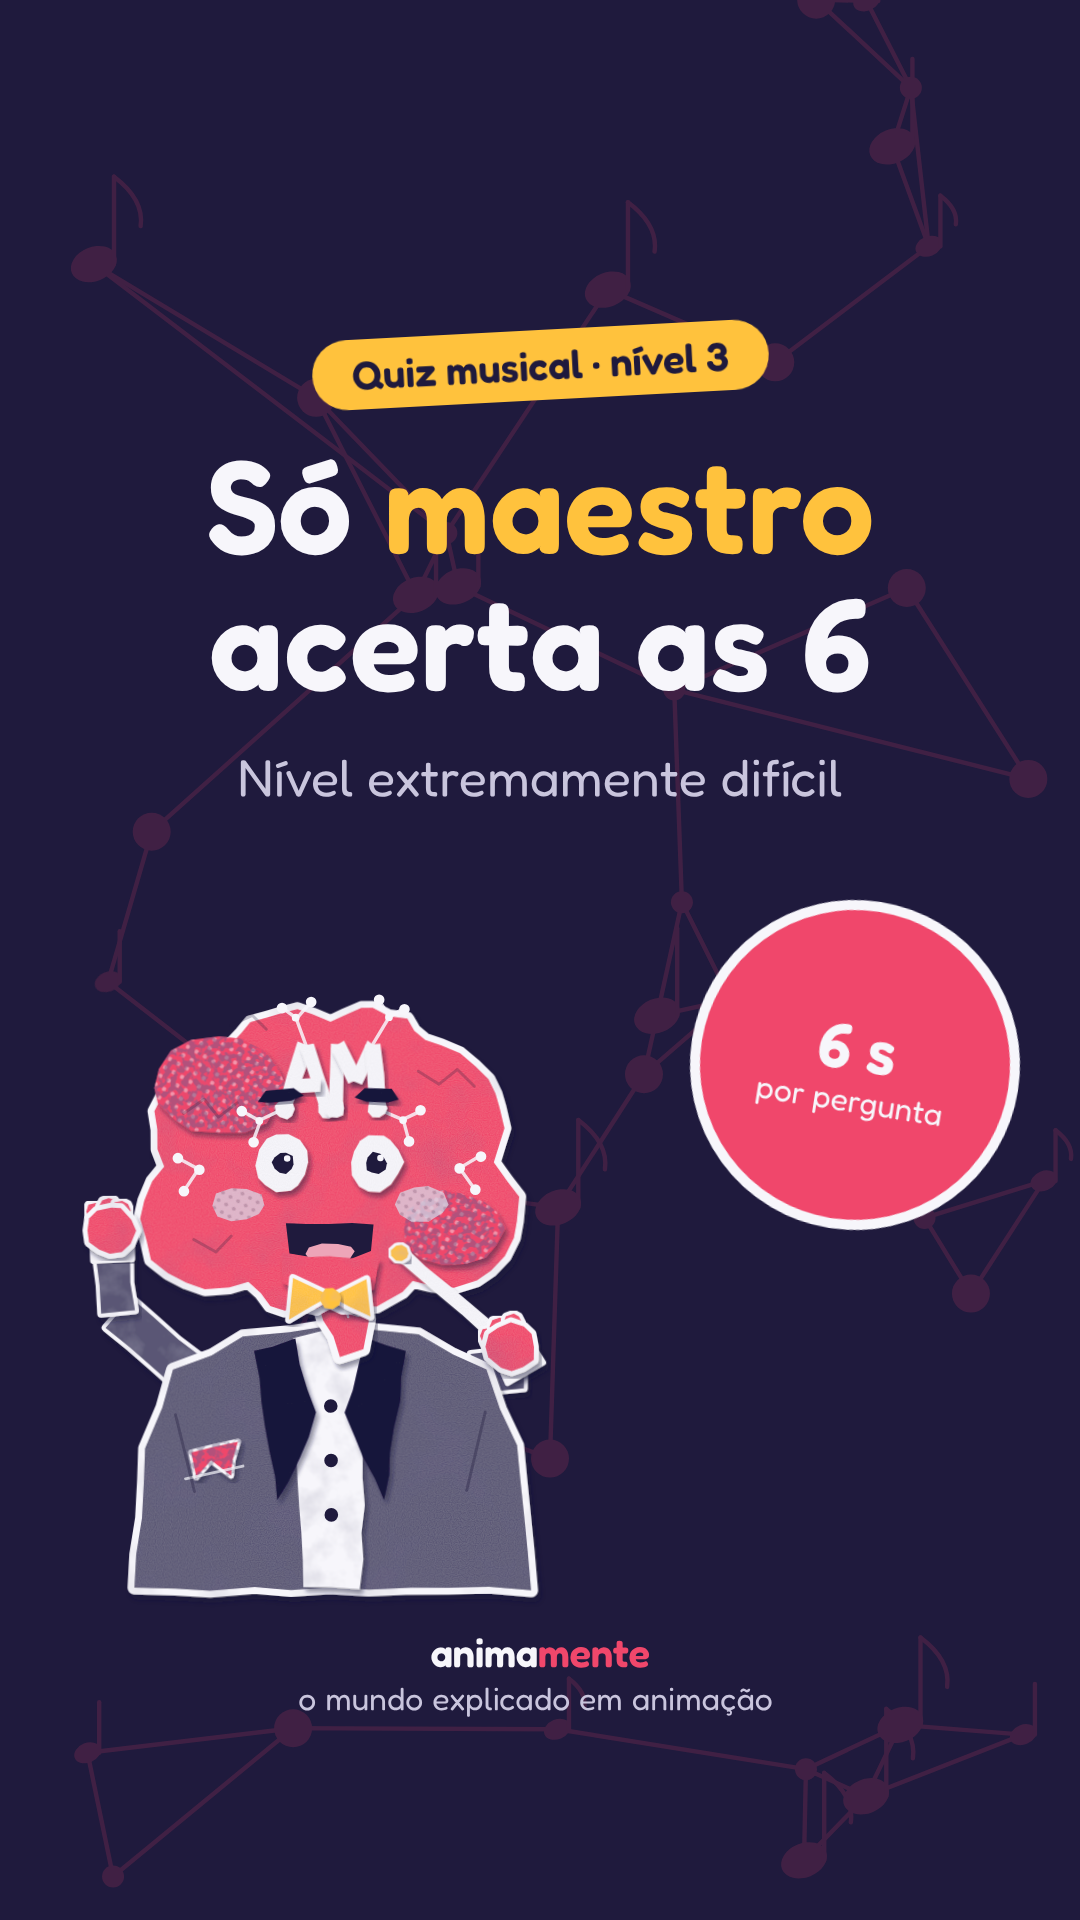 Quiz musical · nível 3
Só maestro
acerta as 6
Nível extremamente difícil
6 s
por pergunta
AM
animamente
o mundo explicado em animação